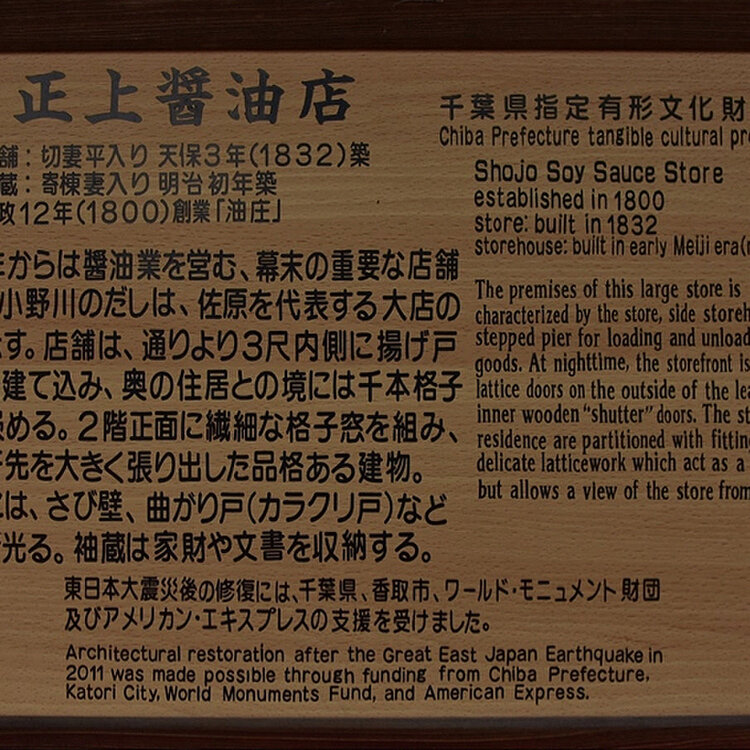 正上醤油店
舗：切妻平入り 天保3年(1832)築
蔵：寄棟妻入り 明治初年築
政12年(1800)創業「油庄」
からは醤油業を営む、幕末の重要な店舗
小野川のだしは、佐原を代表する大店の
す。店舗は、通りより3尺内側に揚げ戸
建て込み、奥の住居との境には千本格子
める。2階正面に繊細な格子窓を組み、
先を大きく張り出した品格ある建物。
は、さび壁、曲がり戸(カラクリ戸)など
光る。袖蔵は家財や文書を収納する。
千葉県指定有形文化財
Chiba Prefecture tangible cultural pro
Shojo Soy Sauce Store
established in 1800
store: built in 1832
storehouse: built in early Meiji era(
The premises of this large store is
characterized by the store, side storeh
stepped pier for loading and unload
goods. At nighttime, the storefront is
lattice doors on the outside of the lea
inner wooden "shutter" doors. The st
residence are partitioned with fitting
delicate latticework which act as a
but allows a view of the store from
東日本大震災後の修復には、千葉県、香取市、ワールド・モニュメント財団
及びアメリカン・エキスプレスの支援を受けました。
Architectural restoration after the Great East Japan Earthquake in
2011 was made possible through funding from Chiba Prefecture,
Katori City, World Monuments Fund, and American Express.